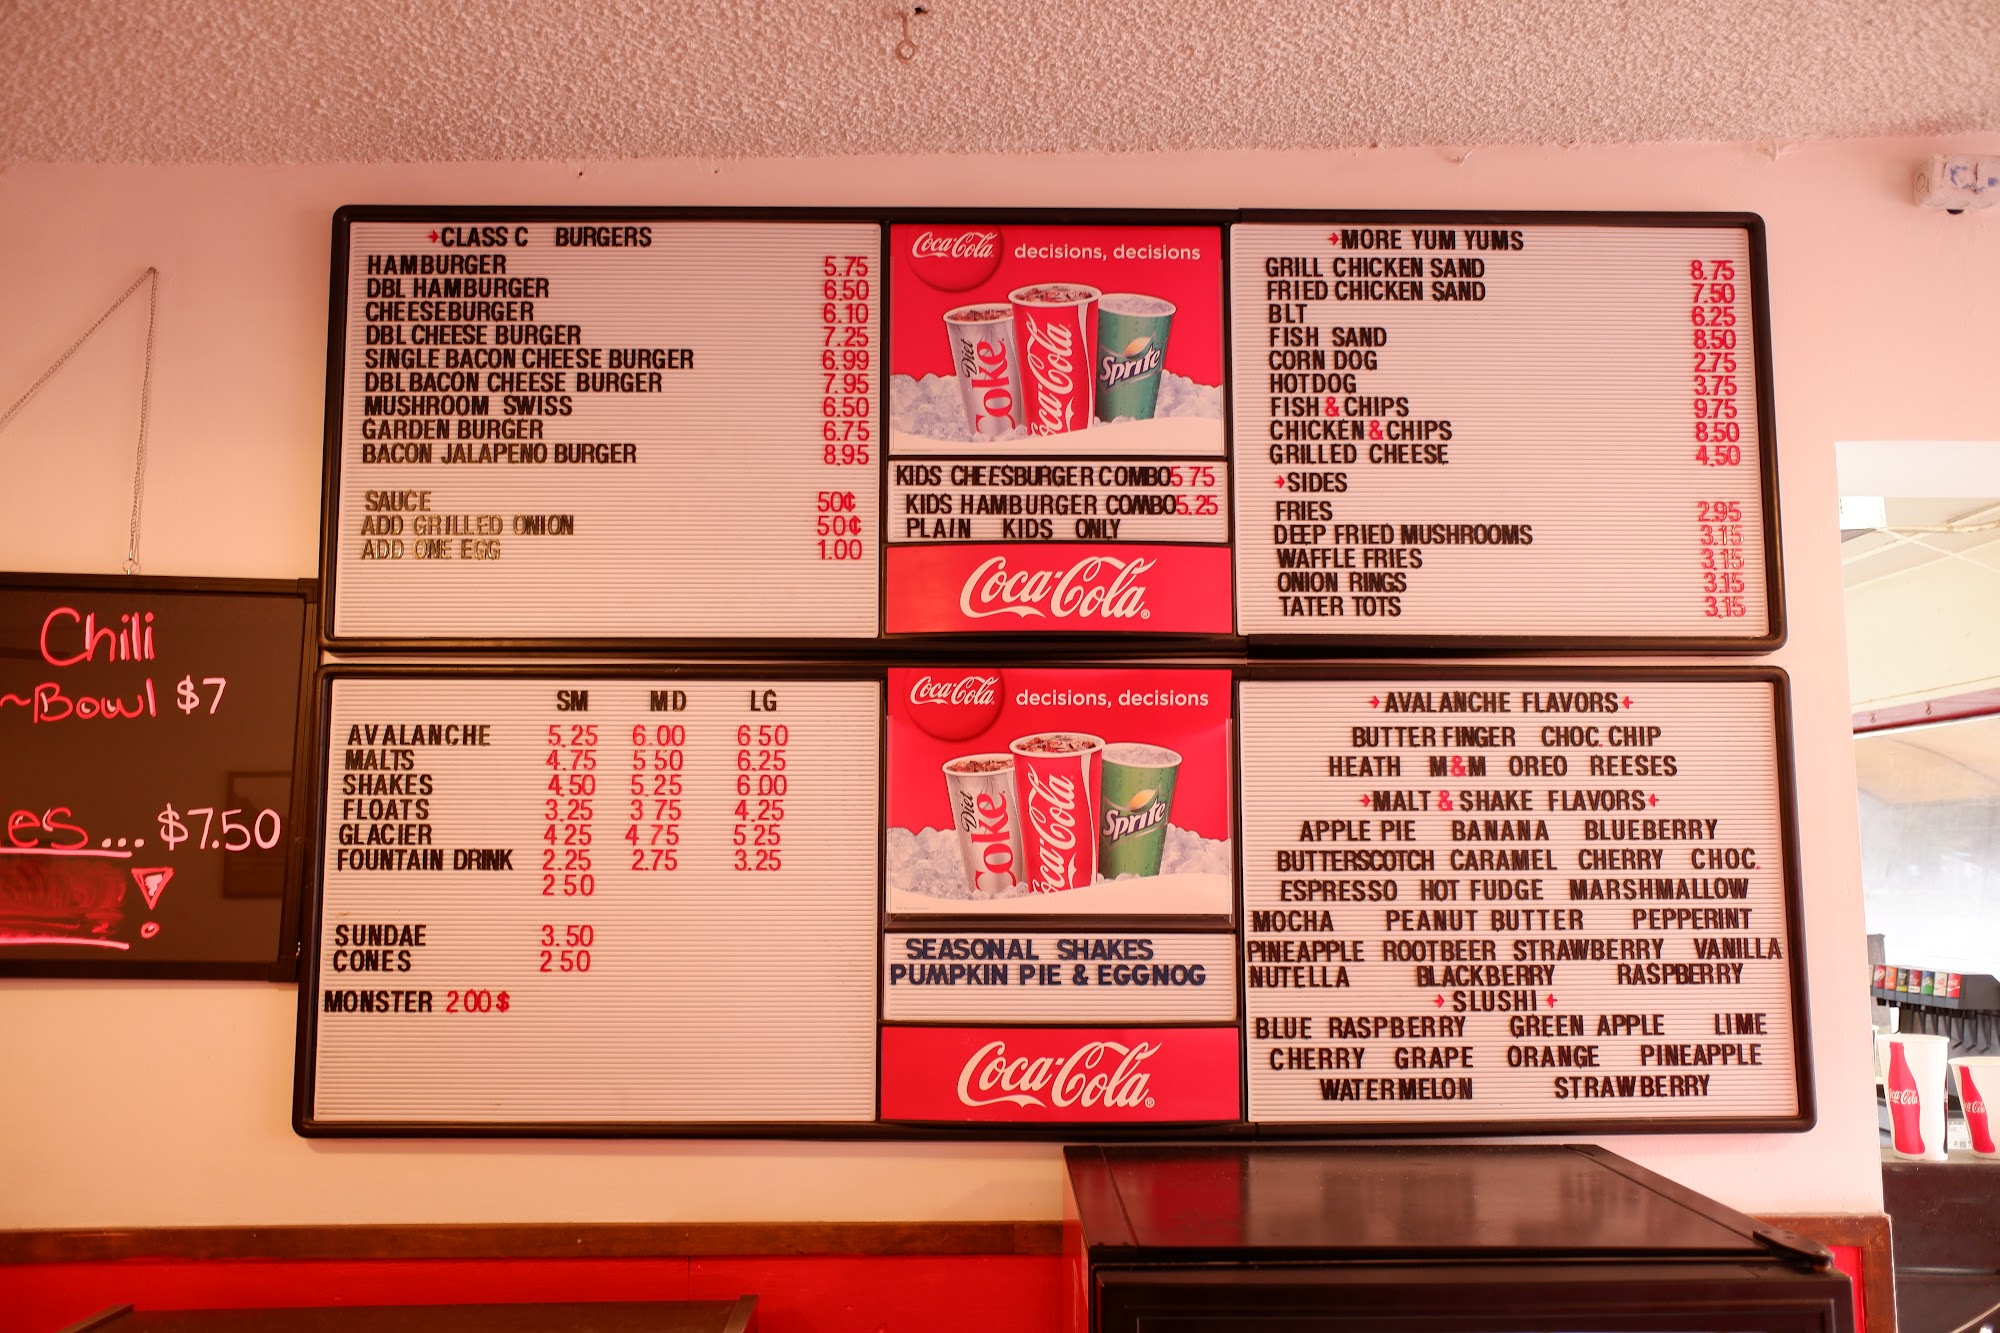 CLASS C BURGERS
HAMBURGER 5.75
DBL HAMBURGER 6.50
CHEESEBURGER 6.10
DBL CHEESE BURGER 7.25
SINGLE BACON CHEESE BURGER 6.99
DBL BACON CHEESE BURGER 7.95
MUSHROOM SWISS 6.50
GARDEN BURGER 6.75
BACON JALAPENO BURGER 8.95
SAUCE 50¢
ADD GRILLED ONION 50¢
ADD ONE EGG 1.00
Coca-Cola decisions, decisions
Diet Coke Coca-Cola Sprite
KIDS CHEESBURGER COMBO 5 75
KIDS HAMBURGER COMBO 5.25
PLAIN KIDS ONLY
Coca-Cola
MORE YUM YUMS
GRILL CHICKEN SAND 8.75
FRIED CHICKEN SAND 7.50
BLT 6.25
FISH SAND 8.50
CORN DOG 2.75
HOTDOG 3.75
FISH & CHIPS 9.75
CHICKEN & CHIPS 8.50
GRILLED CHEESE 4.50
SIDES
FRIES 2.95
DEEP FRIED MUSHROOMS 3.15
WAFFLE FRIES 3.15
ONION RINGS 3.15
TATER TOTS 3.15
Chili
~Bowl $7
es... $7.50
SM MD LG
AVALANCHE 5.25 6.00 6 50
MALTS 4.75 5 50 6.25
SHAKES 4.50 5.25 6.00
FLOATS 3.25 3 75 4.25
GLACIER 4 25 4 75 5 25
FOUNTAIN DRINK 2.25 2.75 3.25
2 50
SUNDAE 3.50
CONES 2 50
MONSTER 2 00 $
Coca-Cola decisions, decisions
Diet Coke Coca-Cola Sprite
SEASONAL SHAKES
PUMPKIN PIE & EGGNOG
Coca-Cola
AVALANCHE FLAVORS
BUTTER FINGER CHOC. CHIP
HEATH M&M OREO REESES
MALT & SHAKE FLAVORS
APPLE PIE BANANA BLUEBERRY
BUTTERSCOTCH CARAMEL CHERRY CHOC.
ESPRESSO HOT FUDGE MARSHMALLOW
MOCHA PEANUT BUTTER PEPPERINT
PINEAPPLE ROOTBEER STRAWBERRY VANILLA
NUTELLA BLACKBERRY RASPBERRY
SLUSHI
BLUE RASPBERRY GREEN APPLE LIME
CHERRY GRAPE ORANGE PINEAPPLE
WATERMELON STRAWBERRY
Coca-Cola
Coca-Cola